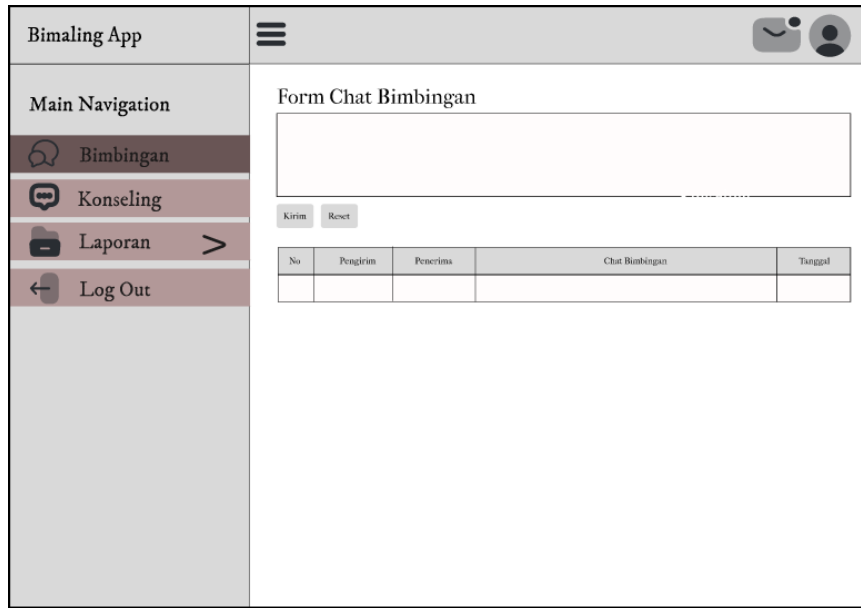 Bimaling App
Main Navigation
Bimbingan
Konseling
Laporan >
Log Out
Form Chat Bimbingan
Kirim Reset
No Pengirim Penerima Chat Bimbingan Tanggal